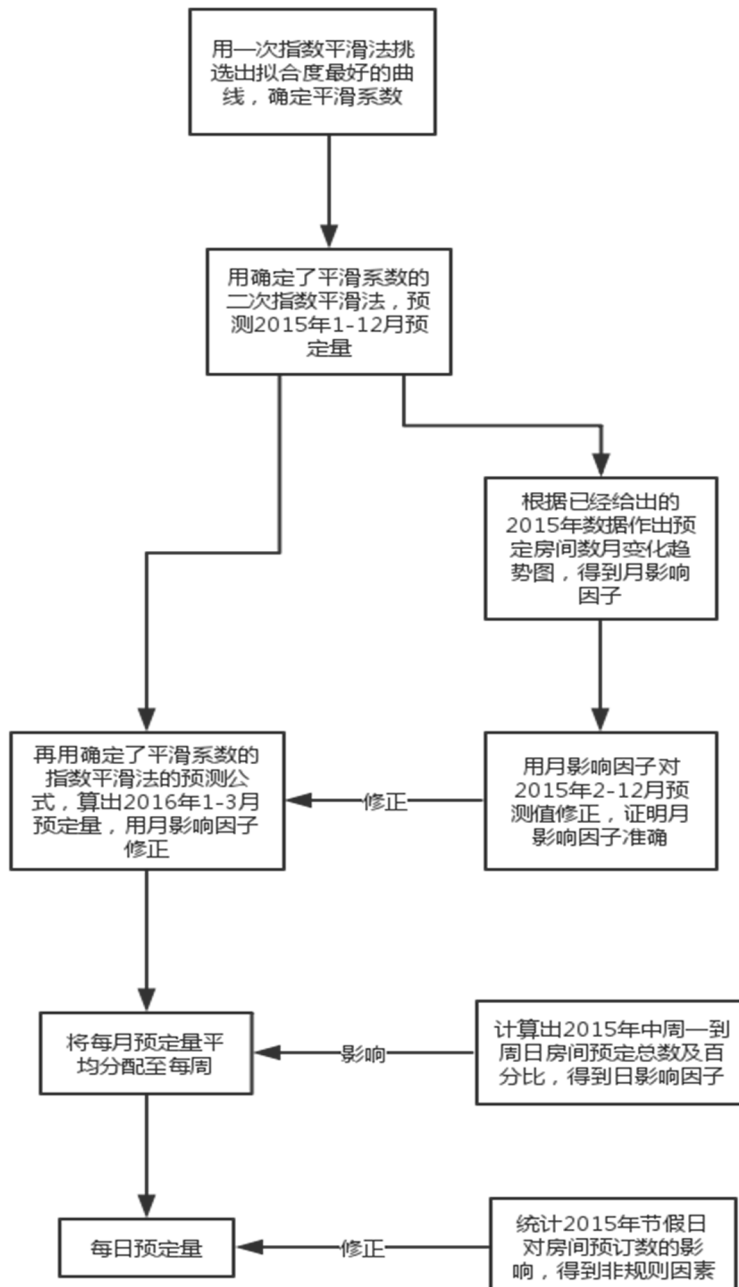 用一次指数平滑法挑
选出拟合度最好的曲
线，确定平滑系数
用确定了平滑系数的
二次指数平滑法，预
测2015年1-12月预
定量
根据已经给出的
2015年数据作出预
定房间数月变化趋
势图，得到月影响
因子
再用确定了平滑系数的
指数平滑法的预测公
式，算出2016年1-3月
预定量，用月影响因子
修正
修正
用月影响因子对
2015年2-12月预
测值修正，证明月
影响因子准确
将每月预定量平
均分配至每周
影响
计算出2015年中周一到
周日房间预定总数及百
分比，得到日影响因子
每日预定量
修正
统计2015年节假日
对房间预订数的影
响，得到非规则因素